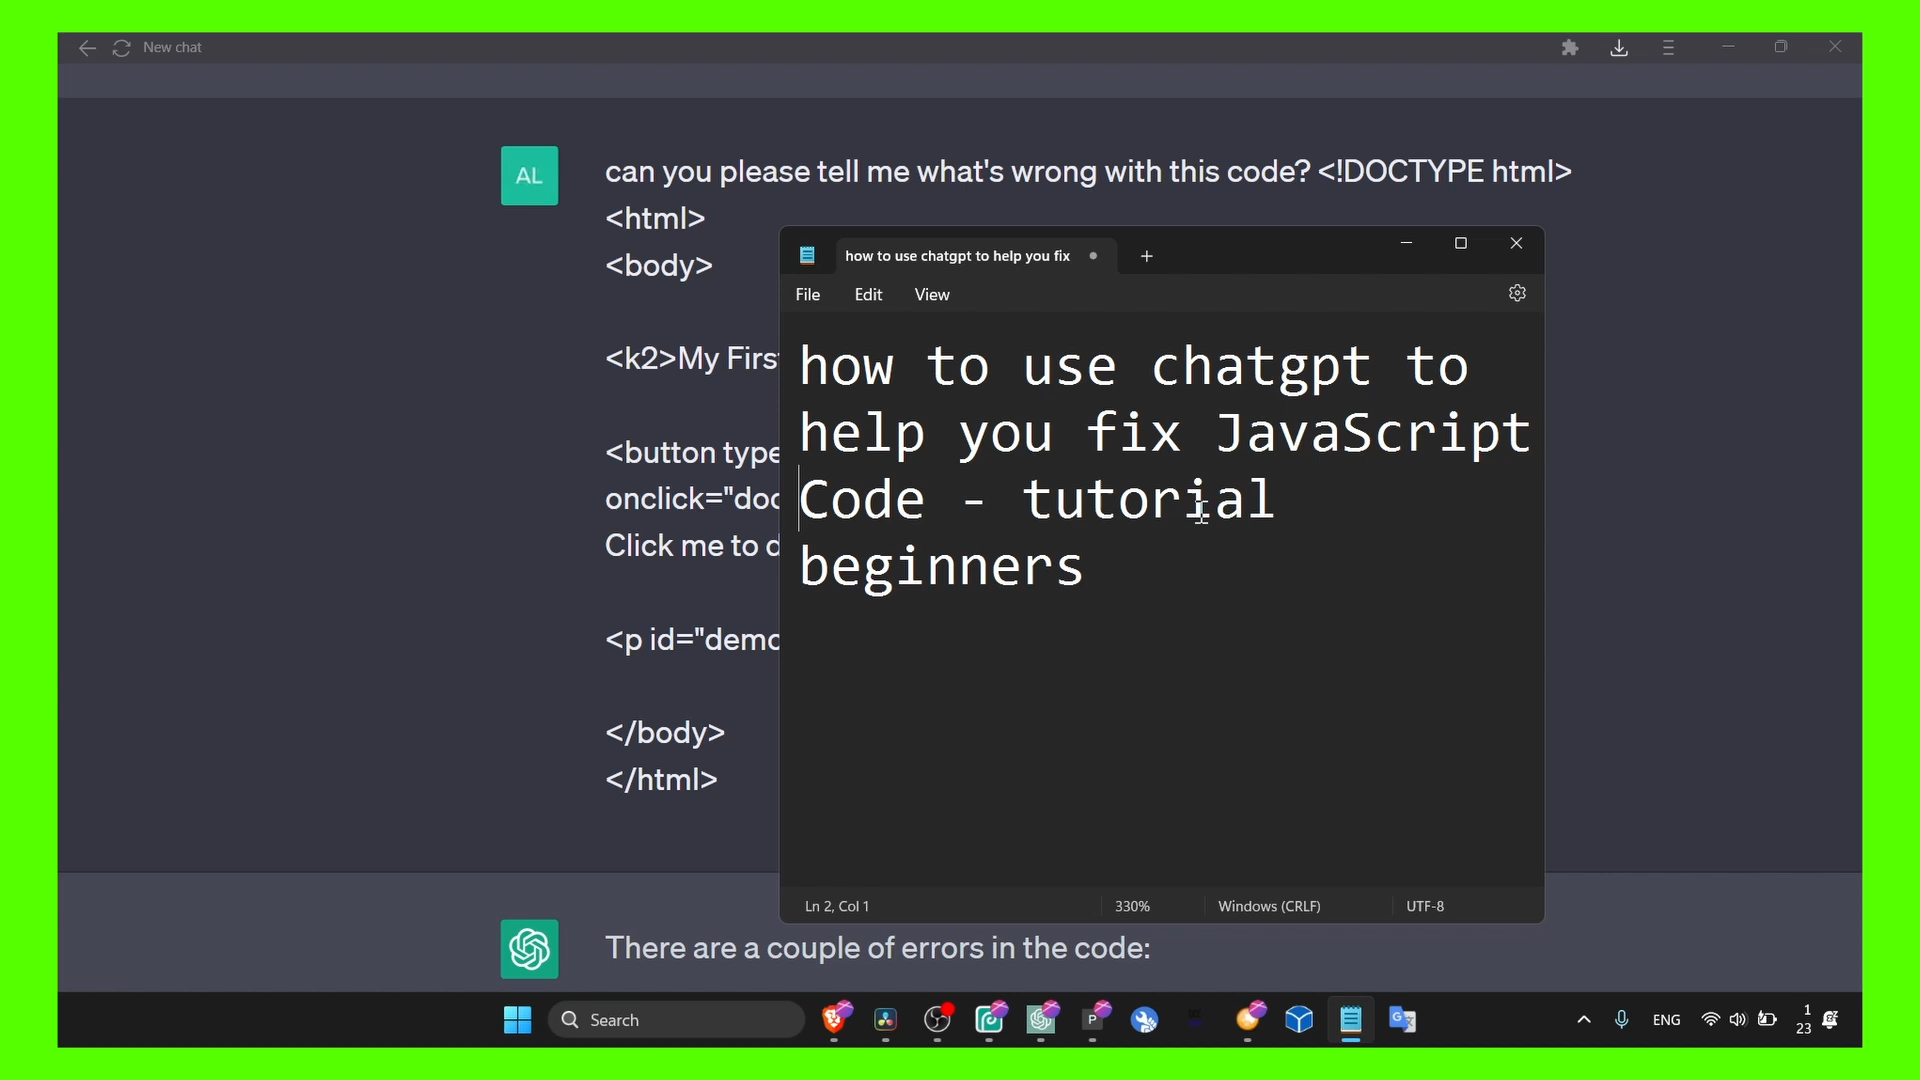 New chat
AL
can you please tell me what's wrong with this code? <!DOCTYPE html>
<html>
<body>
<k2>My Firs
<button type
onclick="doc
Click me to d
<p id="demo
</body>
</html>
how to use chatgpt to help you fix
File Edit View
how to use chatgpt to
help you fix JavaScript
Code - tutorial
beginners
Ln 2, Col 1 330% Windows (CRLF) UTF-8
There are a couple of errors in the code:
Search
ENG
1
23